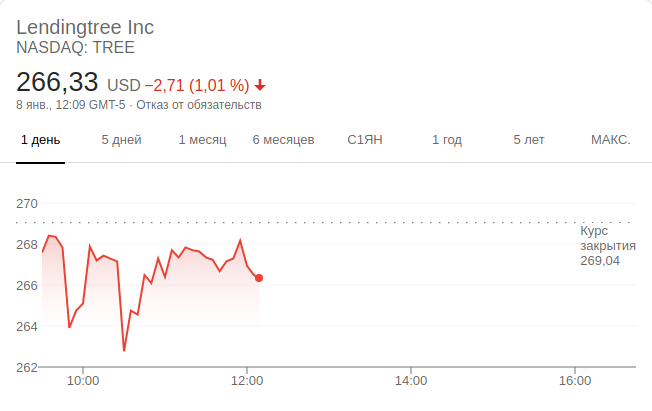 Lendingtree Inc
NASDAQ: TREE
266,33 USD −2,71 (1,01 %)
8 янв., 12:09 GMT-5 · Отказ от обязательств
1 день 5 дней 1 месяц 6 месяцев С1ЯН 1 год 5 лет МАКС.
270
268
266
264
262
Курс
закрытия
269,04
10:00 12:00 14:00 16:00